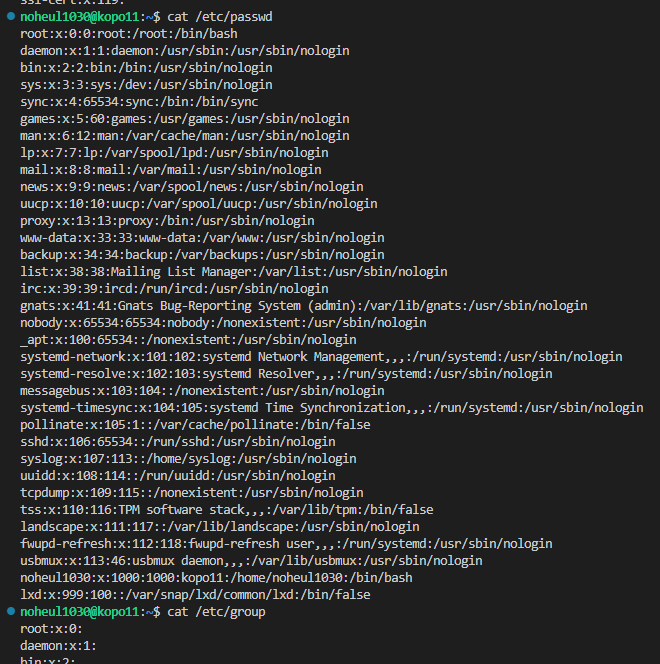 ssl-cert:x:119:
noheul1030@kopo11:~$ cat /etc/passwd
root:x:0:0:root:/root:/bin/bash
daemon:x:1:1:daemon:/usr/sbin:/usr/sbin/nologin
bin:x:2:2:bin:/bin:/usr/sbin/nologin
sys:x:3:3:sys:/dev:/usr/sbin/nologin
sync:x:4:65534:sync:/bin:/bin/sync
games:x:5:60:games:/usr/games:/usr/sbin/nologin
man:x:6:12:man:/var/cache/man:/usr/sbin/nologin
lp:x:7:7:lp:/var/spool/lpd:/usr/sbin/nologin
mail:x:8:8:mail:/var/mail:/usr/sbin/nologin
news:x:9:9:news:/var/spool/news:/usr/sbin/nologin
uucp:x:10:10:uucp:/var/spool/uucp:/usr/sbin/nologin
proxy:x:13:13:proxy:/bin:/usr/sbin/nologin
www-data:x:33:33:www-data:/var/www:/usr/sbin/nologin
backup:x:34:34:backup:/var/backups:/usr/sbin/nologin
list:x:38:38:Mailing List Manager:/var/list:/usr/sbin/nologin
irc:x:39:39:ircd:/run/ircd:/usr/sbin/nologin
gnats:x:41:41:Gnats Bug-Reporting System (admin):/var/lib/gnats:/usr/sbin/nologin
nobody:x:65534:65534:nobody:/nonexistent:/usr/sbin/nologin
_apt:x:100:65534::/nonexistent:/usr/sbin/nologin
systemd-network:x:101:102:systemd Network Management,,,:/run/systemd:/usr/sbin/nologin
systemd-resolve:x:102:103:systemd Resolver,,,:/run/systemd:/usr/sbin/nologin
messagebus:x:103:104::/nonexistent:/usr/sbin/nologin
systemd-timesync:x:104:105:systemd Time Synchronization,,,:/run/systemd:/usr/sbin/nologin
pollinate:x:105:1::/var/cache/pollinate:/bin/false
sshd:x:106:65534::/run/sshd:/usr/sbin/nologin
syslog:x:107:113::/home/syslog:/usr/sbin/nologin
uuidd:x:108:114::/run/uuidd:/usr/sbin/nologin
tcpdump:x:109:115::/nonexistent:/usr/sbin/nologin
tss:x:110:116:TPM software stack,,,:/var/lib/tpm:/bin/false
landscape:x:111:117::/var/lib/landscape:/usr/sbin/nologin
fwupd-refresh:x:112:118:fwupd-refresh user,,,:/run/systemd:/usr/sbin/nologin
usbmux:x:113:46:usbmux daemon,,,:/var/lib/usbmux:/usr/sbin/nologin
noheul1030:x:1000:1000:kopo11:/home/noheul1030:/bin/bash
lxd:x:999:100::/var/snap/lxd/common/lxd:/bin/false
noheul1030@kopo11:~$ cat /etc/group
root:x:0:
daemon:x:1:
bin:x:2: